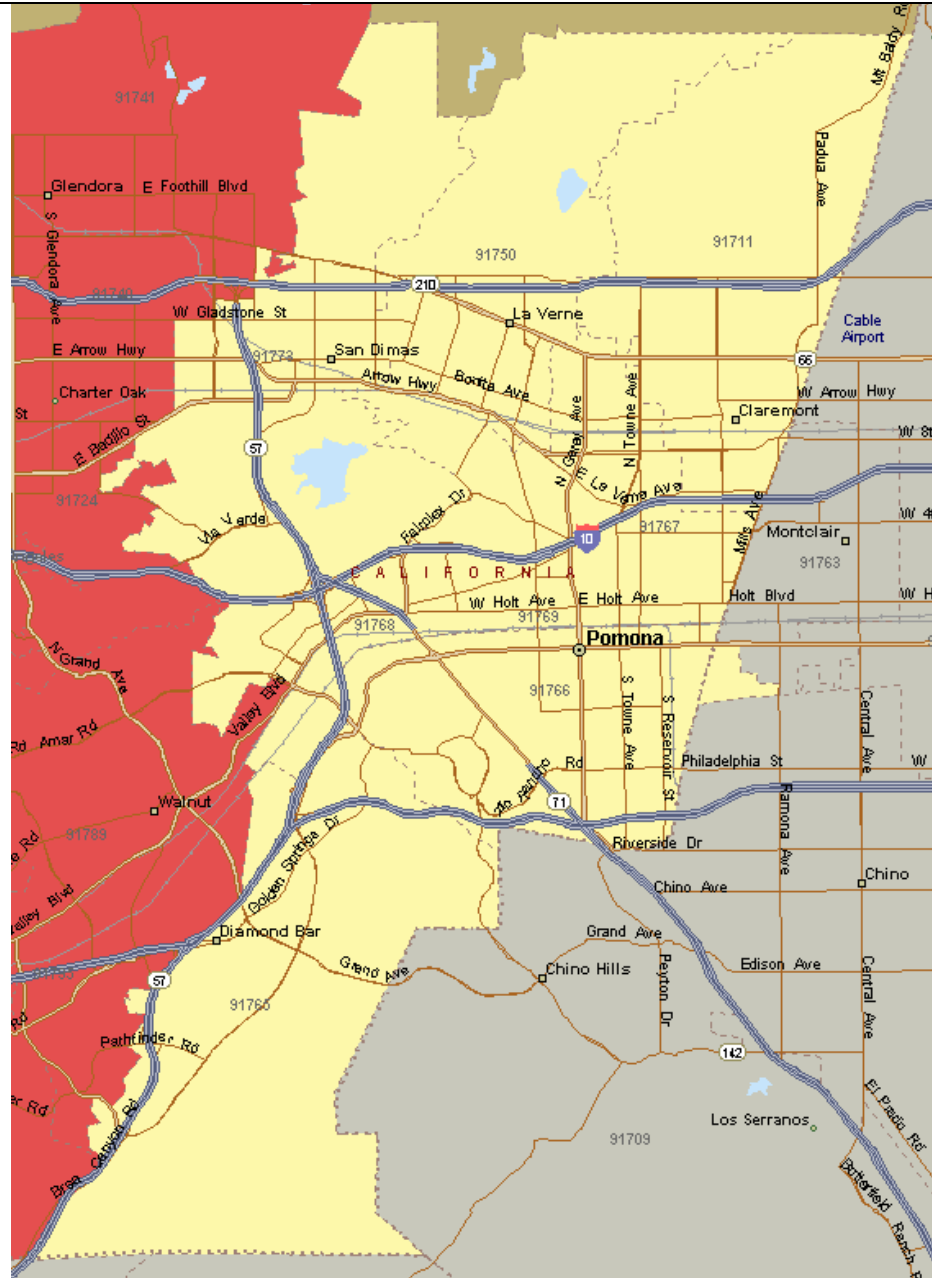 Mt Baldy R
91741
Padua Ave
Glendora
E Foothill Blvd
S Glendora Ave
91711
91750
91740
210
W Gladstone St
La Verne
Cable
Airport
E Arrow Hwy
91773
San Dimas
66
Arrow Hwy
Bonita Ave
W Arrow Hwy
Charter Oak
St
Claremont
E Badillo St
N Garey Ave
N Towne Ave
W 8t
57
E La Verne Ave
91724
Fairplex Dr
Via Verde
91767
Mills Ave
W 4
10
Montclair
91763
CALIFORNIA
W Holt Ave
E Holt Ave
Holt Blvd
W H
91768
91769
Pomona
N Grand Ave
Valley Blvd
91766
S Towne Ave
S Reservoir St
Central Ave
Rd
Amar Rd
Rd
Philadelphia St
W
71
Ramona Ave
Walnut
91789
Golden Springs Dr
Riverside Dr
e Rd
Chino Ave
Chino
Valley Blvd
Diamond Bar
Grand Ave
Grand Ave
Edison Ave
57
Chino Hills
Peyton Dr
Central Ave
91765
Rd
Pathfinder Rd
142
er Rd
Brea Canyon Rd
Los Serranos
El Prado Rd
91709
Butterfield Ranch R